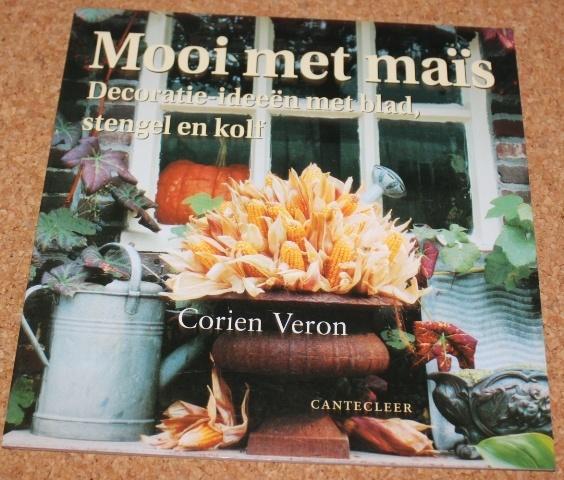 Mooi met maïs
Decoratie-ideeën met blad,
stengel en kolf
Corien Veron
CANTECLEER